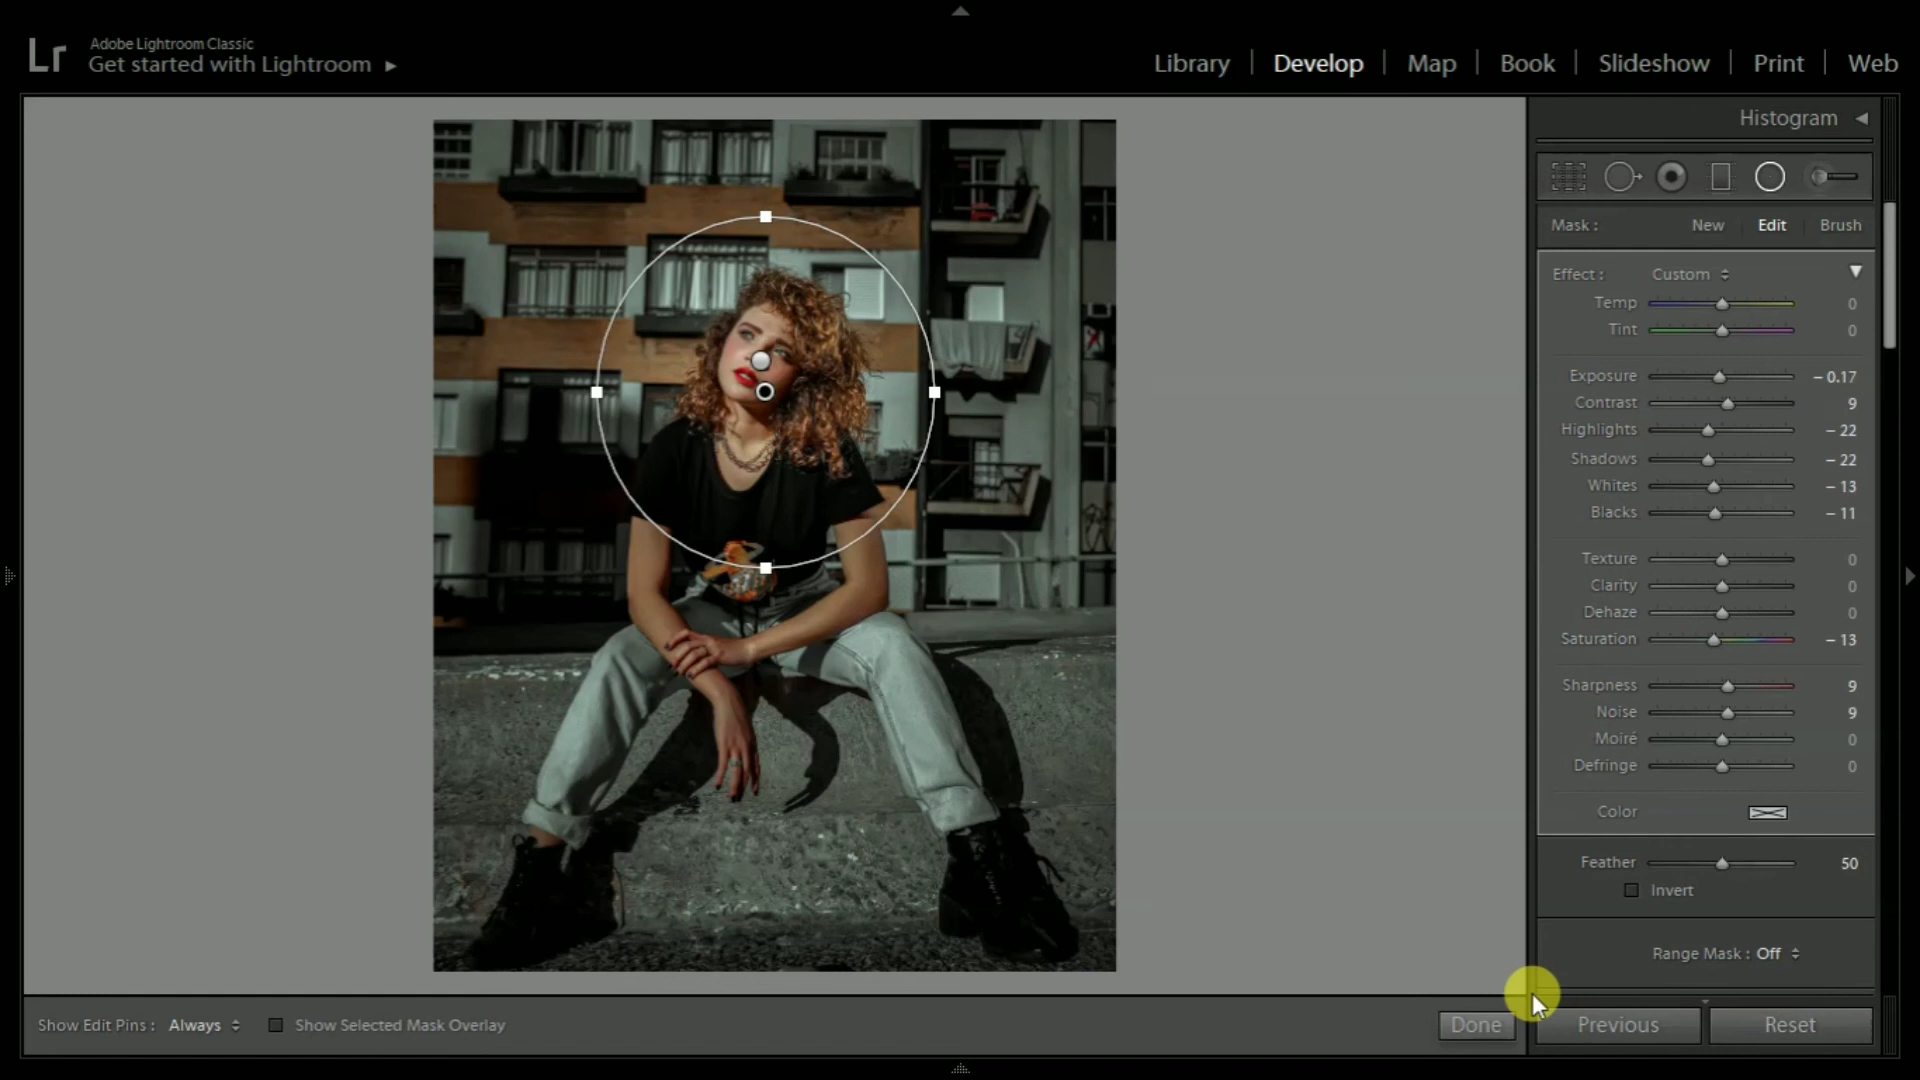 Lr
Adobe Lightroom Classic
Get started with Lightroom
Library | Develop | Map | Book | Slideshow | Print | Web
Histogram
Mask : New Edit Brush
Effect : Custom
Temp 0
Tint 0
Exposure – 0.17
Contrast 9
Highlights – 22
Shadows – 22
Whites – 13
Blacks – 11
Texture 0
Clarity 0
Dehaze 0
Saturation – 13
Sharpness 9
Noise 9
Moiré 0
Defringe 0
Color
Feather 50
Invert
Range Mask : Off
Show Edit Pins : Always Show Selected Mask Overlay Done Previous Reset